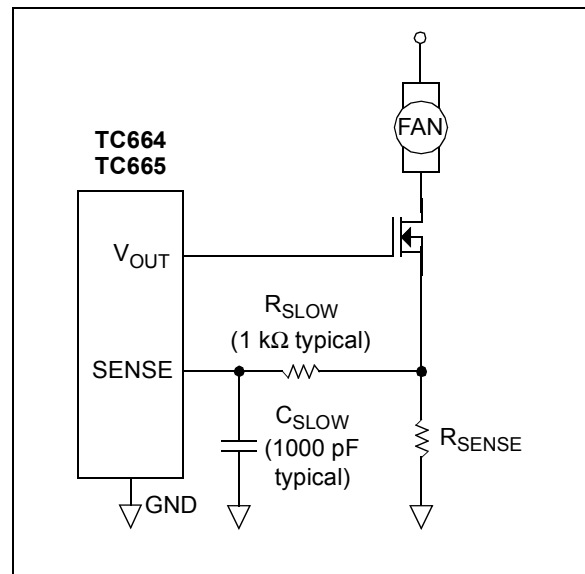 FAN
TC664
TC665
VOUT
RSLOW
(1 kΩ typical)
SENSE
CSLOW
(1000 pF
typical)
RSENSE
GND